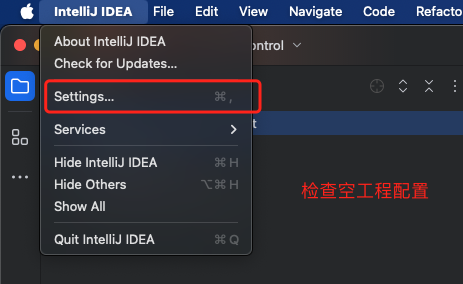 IntelliJ IDEA File Edit View Navigate Code Refacto
About IntelliJ IDEA
ontrol
Check for Updates...
Settings... ⌘ ,
Services
t
Hide IntelliJ IDEA ⌘ H
Hide Others ⌥⌘ H
Show All
检查空工程配置
Quit IntelliJ IDEA ⌘ Q